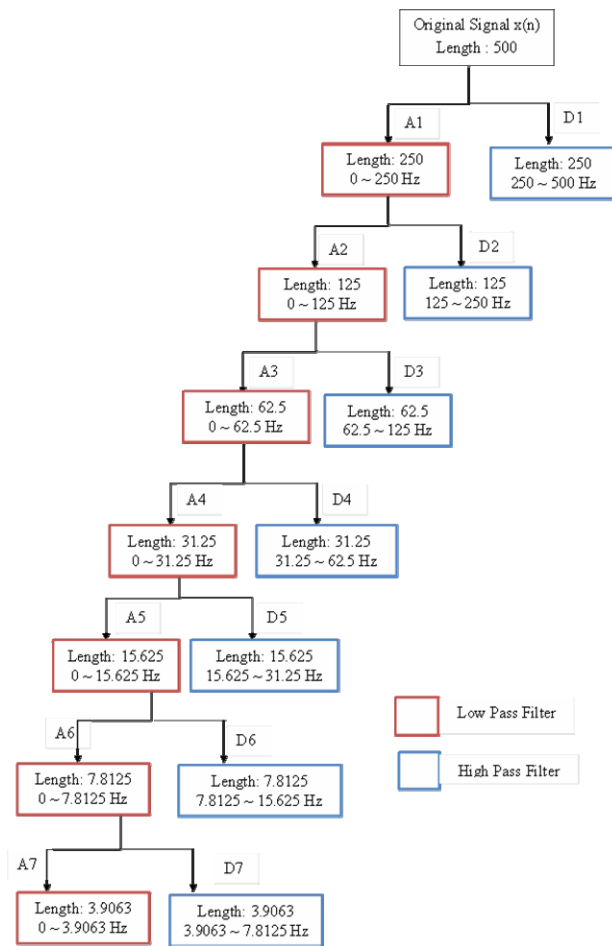 Original Signal x(n)
Length : 500
A1
D1
Length: 250
0 ~ 250 Hz
Length: 250
250 ~ 500 Hz
A2
D2
Length: 125
0 ~ 125 Hz
Length: 125
125 ~ 250 Hz
A3
D3
Length: 62.5
0 ~ 62.5 Hz
Length: 62.5
62.5 ~ 125 Hz
A4
D4
Length: 31.25
0 ~ 31.25 Hz
Length: 31.25
31.25 ~ 62.5 Hz
A5
D5
Length: 15.625
0 ~ 15.625 Hz
Length: 15.625
15.625 ~ 31.25 Hz
A6
D6
Length: 7.8125
0 ~ 7.8125 Hz
Length: 7.8125
7.8125 ~ 15.625 Hz
A7
D7
Length: 3.9063
0 ~ 3.9063 Hz
Length: 3.9063
3.9063 ~ 7.8125 Hz
Low Pass Filter
High Pass Filter